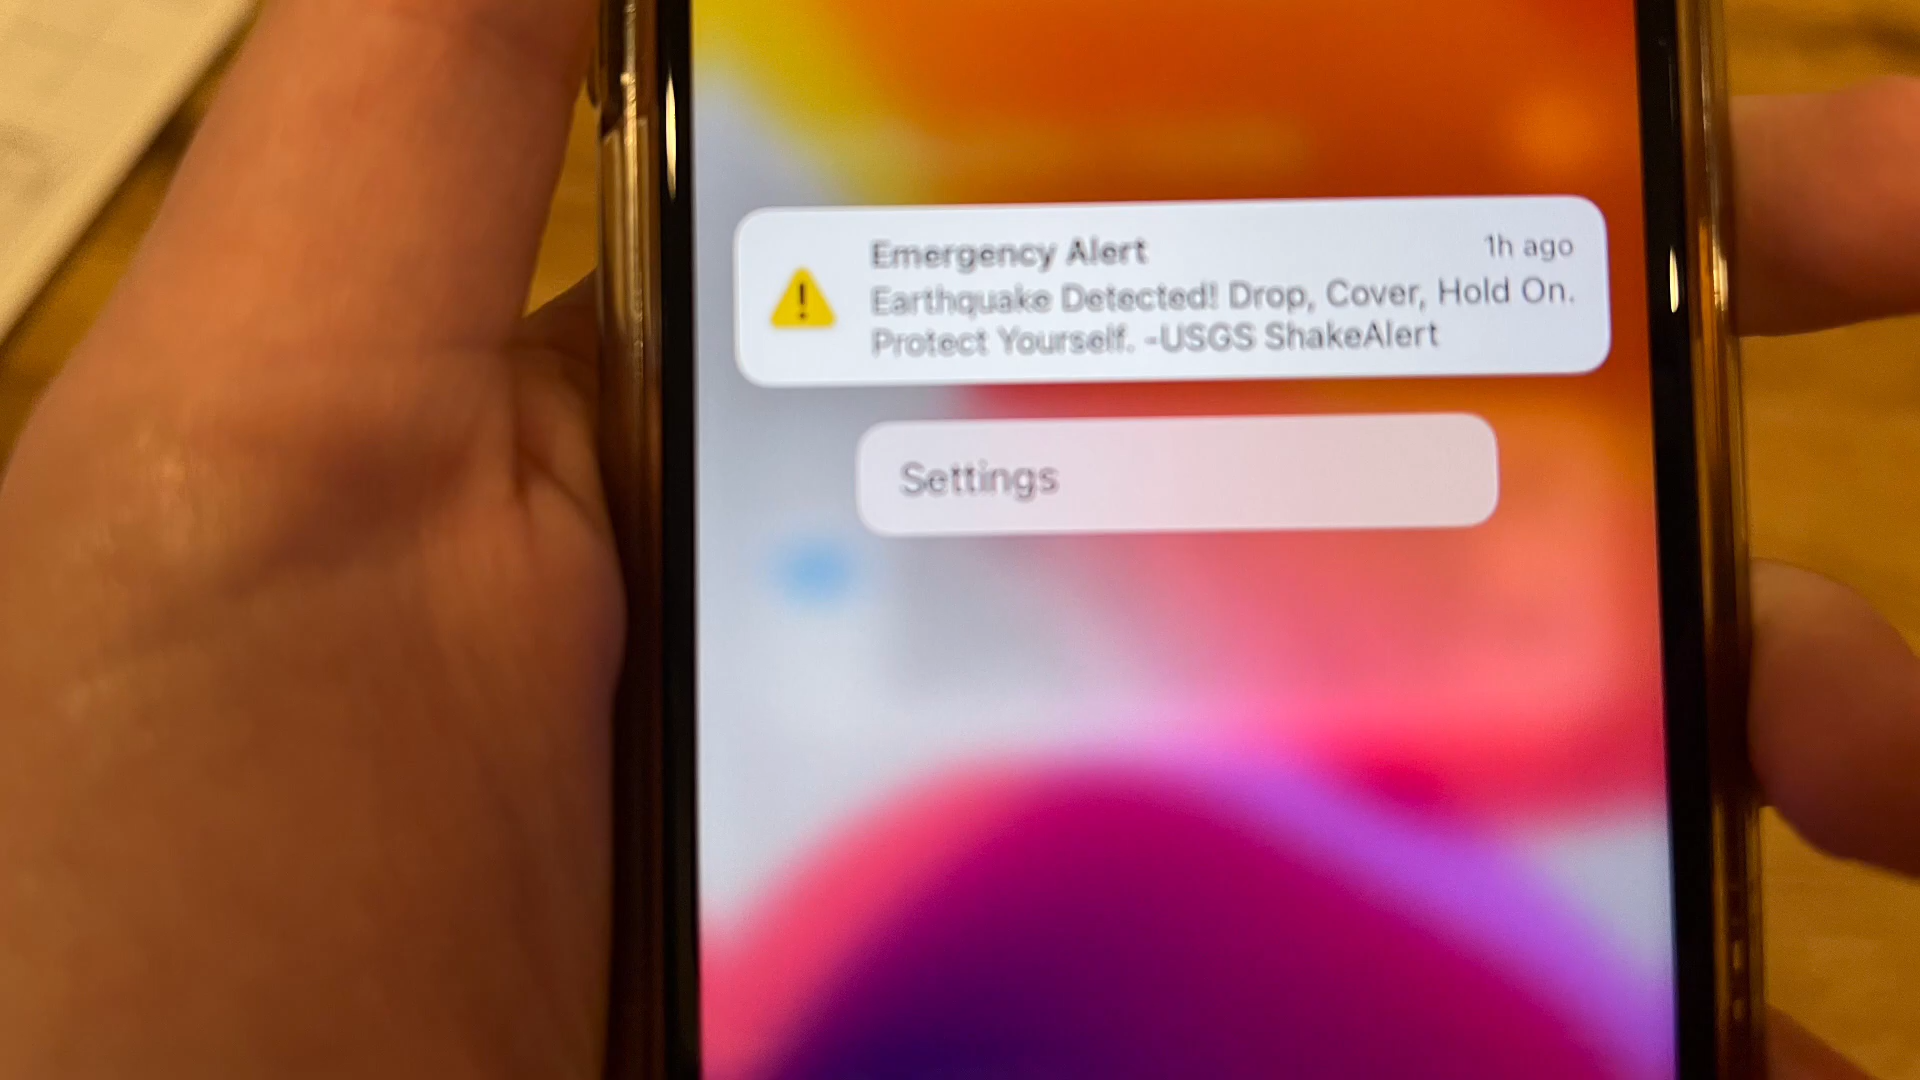 Emergency Alert
1h ago
Earthquake Detected! Drop, Cover, Hold On.
Protect Yourself. -USGS ShakeAlert
Settings